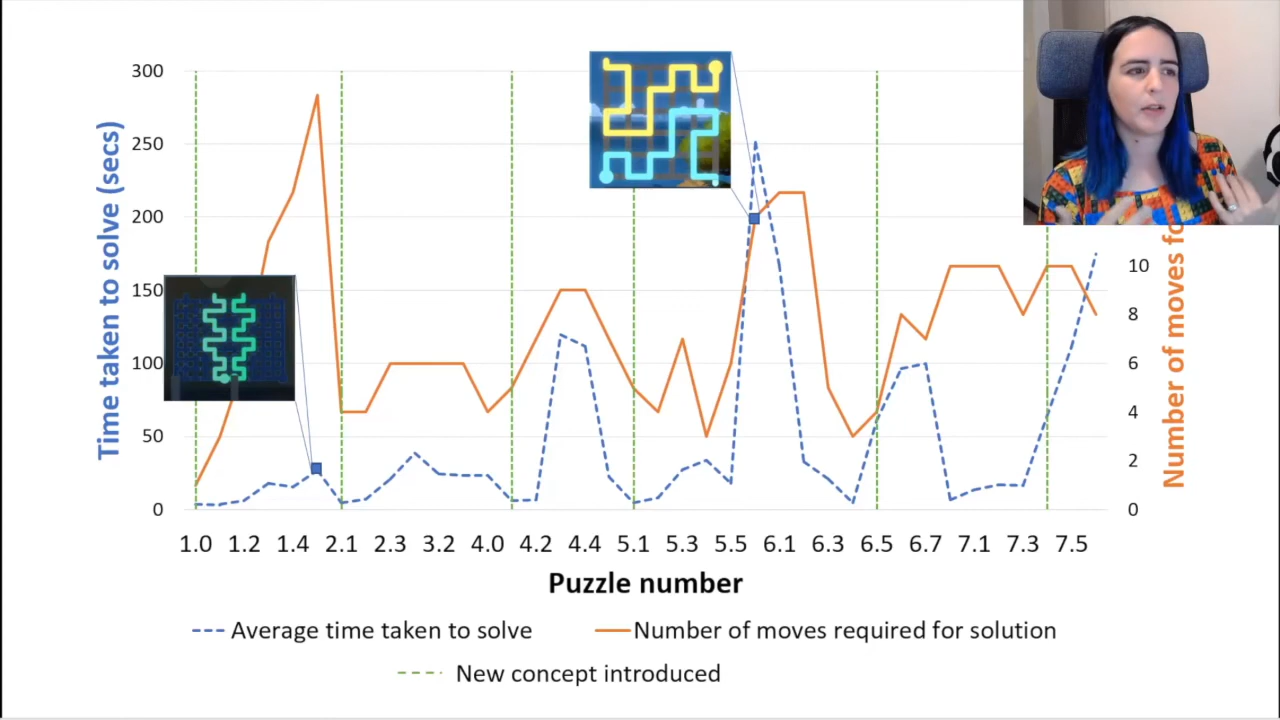 300
250
200
150
100
50
0
Time taken to solve (secs)
10
8
6
4
2
0
Number of moves
1.0 1.2 1.4 2.1 2.3 3.2 4.0 4.2 4.4 5.1 5.3 5.5 6.1 6.3 6.5 6.7 7.1 7.3 7.5
Puzzle number
Average time taken to solve
Number of moves required for solution
New concept introduced